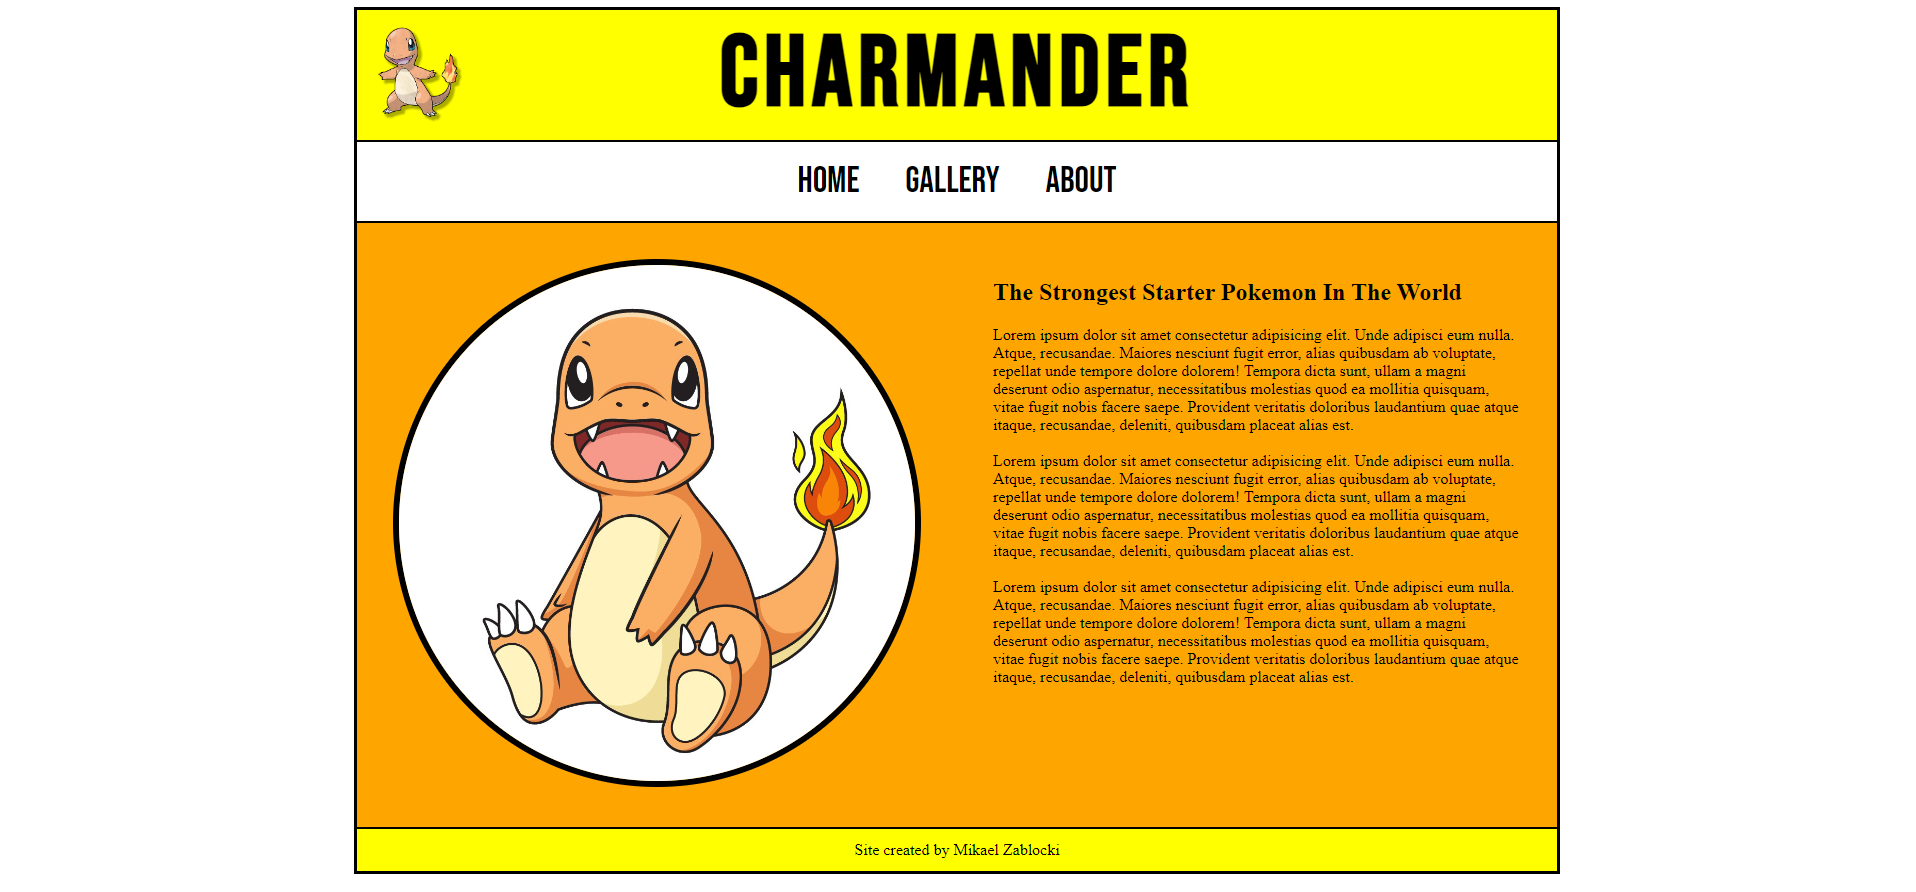 CHARMANDER
HOME GALLERY ABOUT
The Strongest Starter Pokemon In The World
Lorem ipsum dolor sit amet consectetur adipisicing elit. Unde adipisci eum nulla.
Atque, recusandae. Maiores nesciunt fugit error, alias quibusdam ab voluptate,
repellat unde tempore dolore dolorem! Tempora dicta sunt, ullam a magni
deserunt odio aspernatur, necessitatibus molestias quod ea mollitia quisquam,
vitae fugit nobis facere saepe. Provident veritatis doloribus laudantium quae atque
itaque, recusandae, deleniti, quibusdam placeat alias est.
Lorem ipsum dolor sit amet consectetur adipisicing elit. Unde adipisci eum nulla.
Atque, recusandae. Maiores nesciunt fugit error, alias quibusdam ab voluptate,
repellat unde tempore dolore dolorem! Tempora dicta sunt, ullam a magni
deserunt odio aspernatur, necessitatibus molestias quod ea mollitia quisquam,
vitae fugit nobis facere saepe. Provident veritatis doloribus laudantium quae atque
itaque, recusandae, deleniti, quibusdam placeat alias est.
Lorem ipsum dolor sit amet consectetur adipisicing elit. Unde adipisci eum nulla.
Atque, recusandae. Maiores nesciunt fugit error, alias quibusdam ab voluptate,
repellat unde tempore dolore dolorem! Tempora dicta sunt, ullam a magni
deserunt odio aspernatur, necessitatibus molestias quod ea mollitia quisquam,
vitae fugit nobis facere saepe. Provident veritatis doloribus laudantium quae atque
itaque, recusandae, deleniti, quibusdam placeat alias est.
Site created by Mikael Zablocki